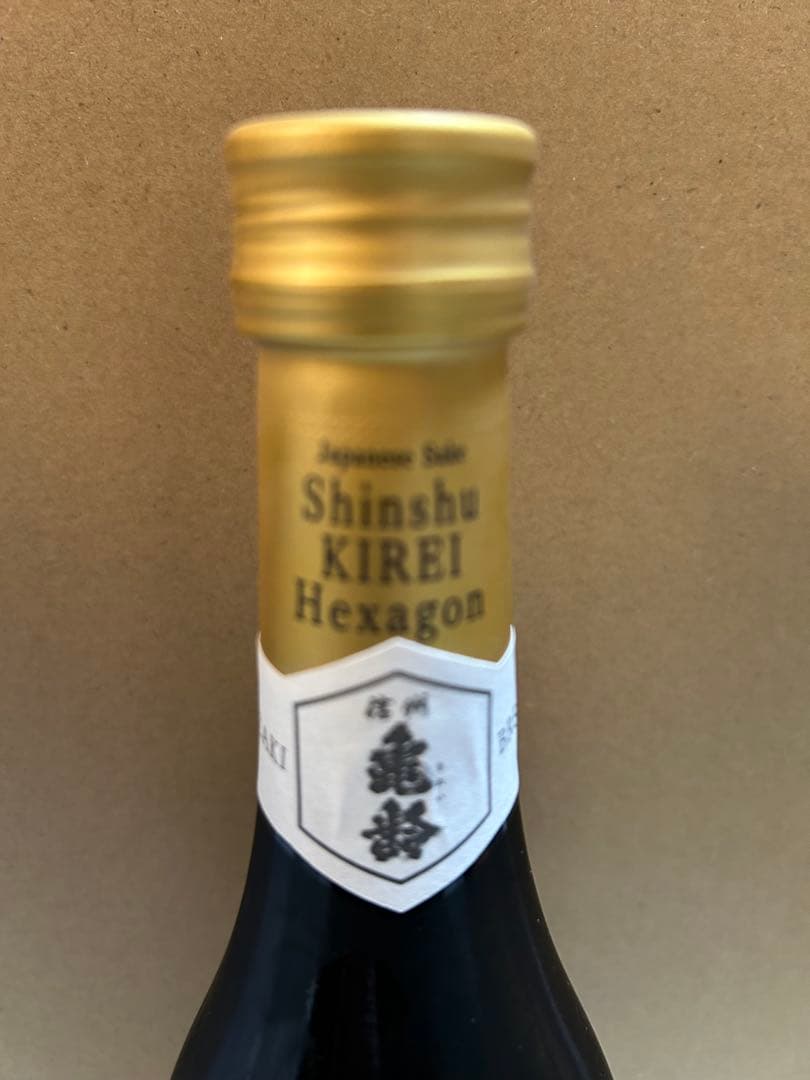 Japanese Sake
Shinshu
KIREI
Hexagon
信州
亀齢